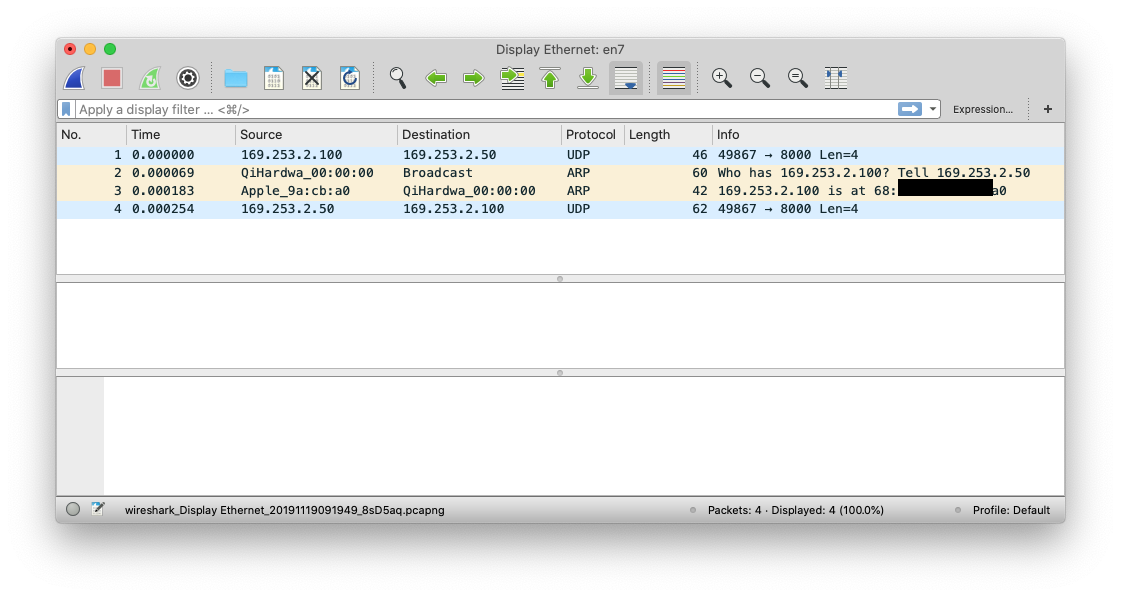 Display Ethernet: en7
Apply a display filter ... <⌘/>
Expression...
+
No. Time Source Destination Protocol Length Info
1 0.000000 169.253.2.100 169.253.2.50 UDP 46 49867 → 8000 Len=4
2 0.000069 QiHardwa_00:00:00 Broadcast ARP 60 Who has 169.253.2.100? Tell 169.253.2.50
3 0.000183 Apple_9a:cb:a0 QiHardwa_00:00:00 ARP 42 169.253.2.100 is at 68: a0
4 0.000254 169.253.2.50 169.253.2.100 UDP 62 49867 → 8000 Len=4
wireshark_Display Ethernet_20191119091949_8sD5aq.pcapng
Packets: 4 · Displayed: 4 (100.0%)
Profile: Default